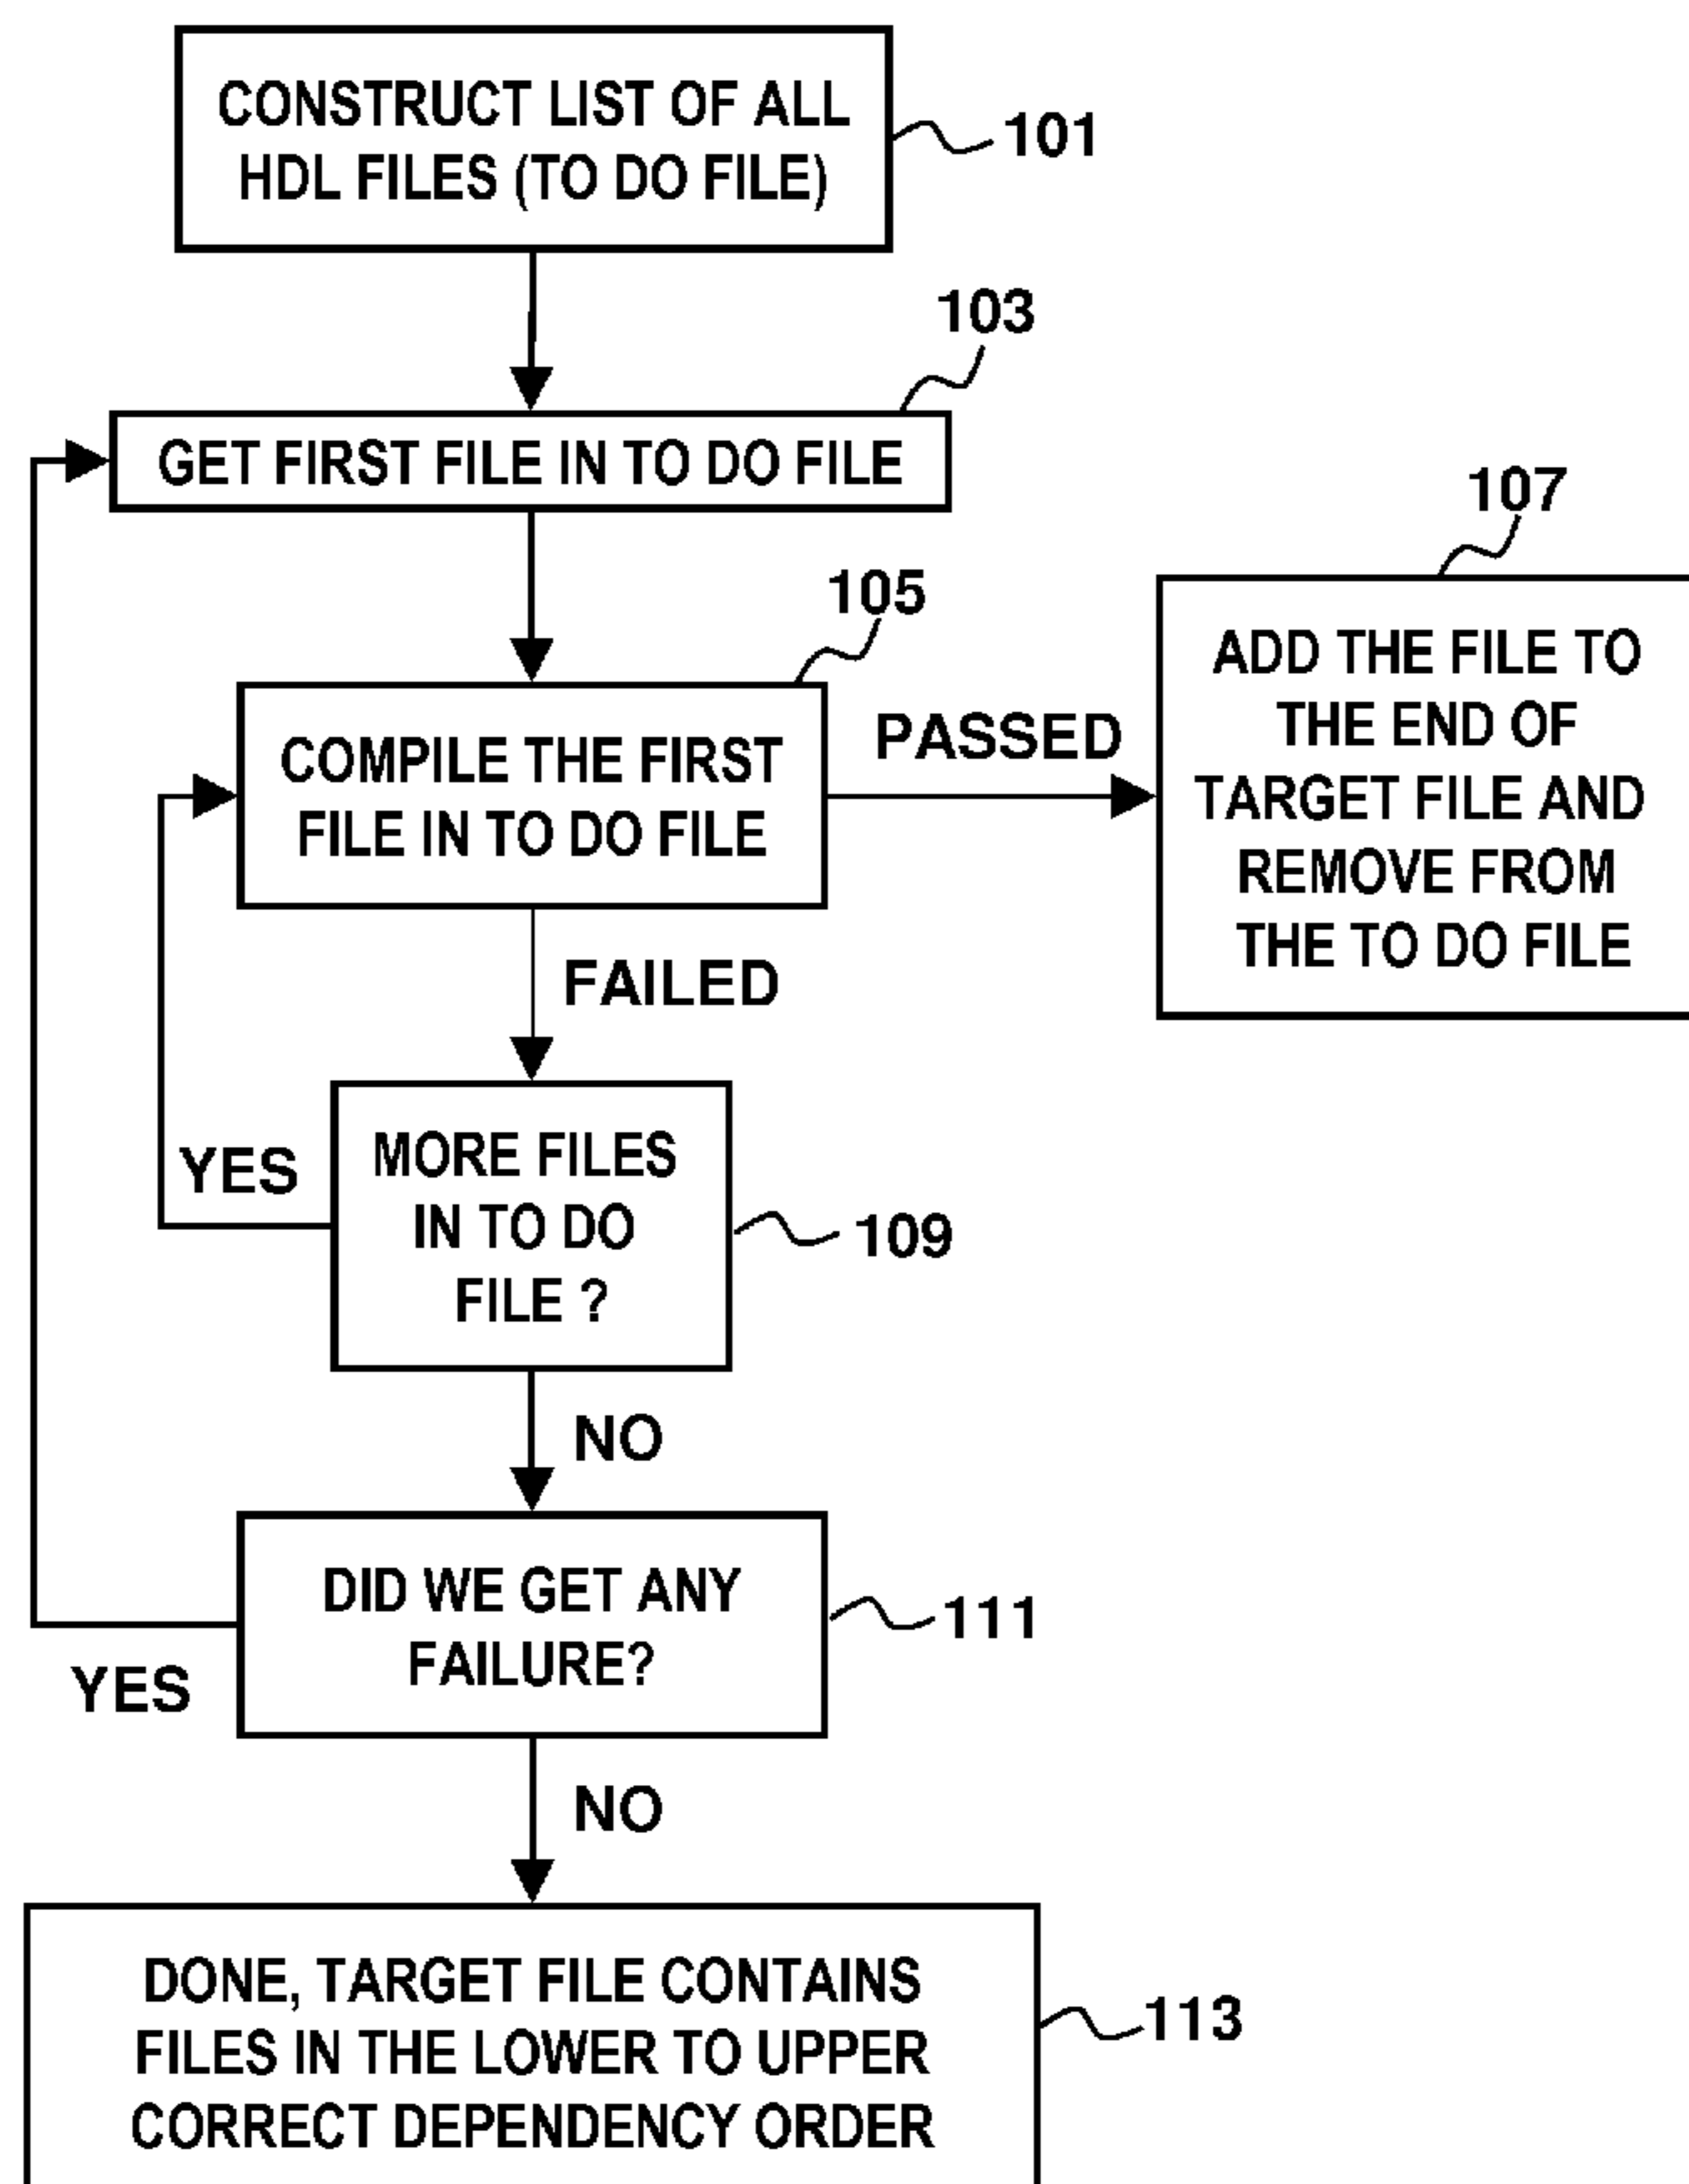 CONSTRUCT LIST OF ALL
HDL FILES (TO DO FILE)
101
103
GET FIRST FILE IN TO DO FILE
107
105
ADD THE FILE TO
THE END OF
TARGET FILE AND
REMOVE FROM
THE TO DO FILE
PASSED
COMPILE THE FIRST
FILE IN TO DO FILE
FAILED
YES
MORE FILES
IN TO DO
FILE ?
109
NO
DID WE GET ANY
FAILURE?
111
YES
NO
DONE, TARGET FILE CONTAINS
FILES IN THE LOWER TO UPPER
CORRECT DEPENDENCY ORDER
113